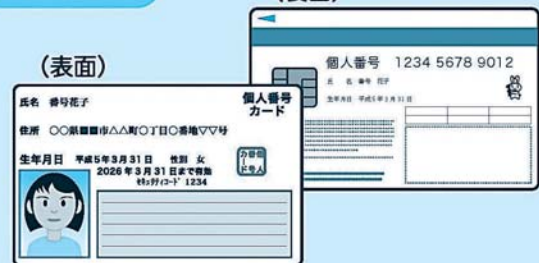 (表面)
氏名 番号花子
個人番号
カード
住所 ○○県■■市△△町○丁目○番地▽▽号
生年月日 平成5年3月31日 性別 女
2026年3月31日まで有効
セキュリティコード 1234
個人番号 1234 5678 9012
氏 名 番号 花子
生年月日 平成5年3月31日